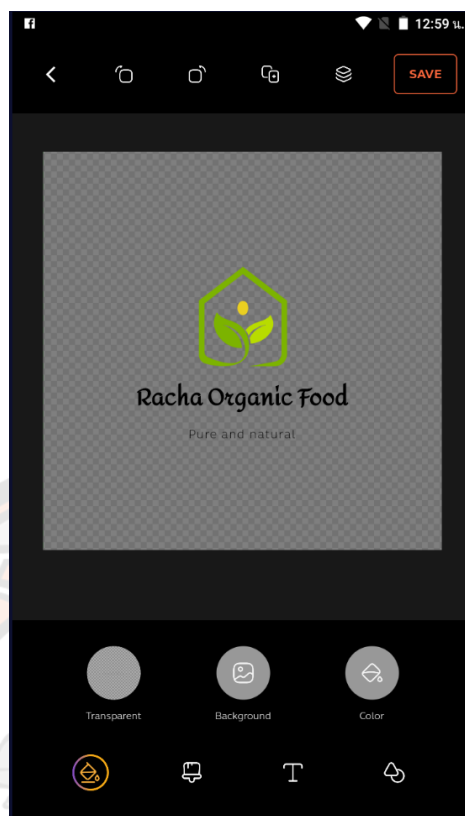 12:59 น.
SAVE
Racha Organic Food
Pure and natural
Transparent
Background
Color